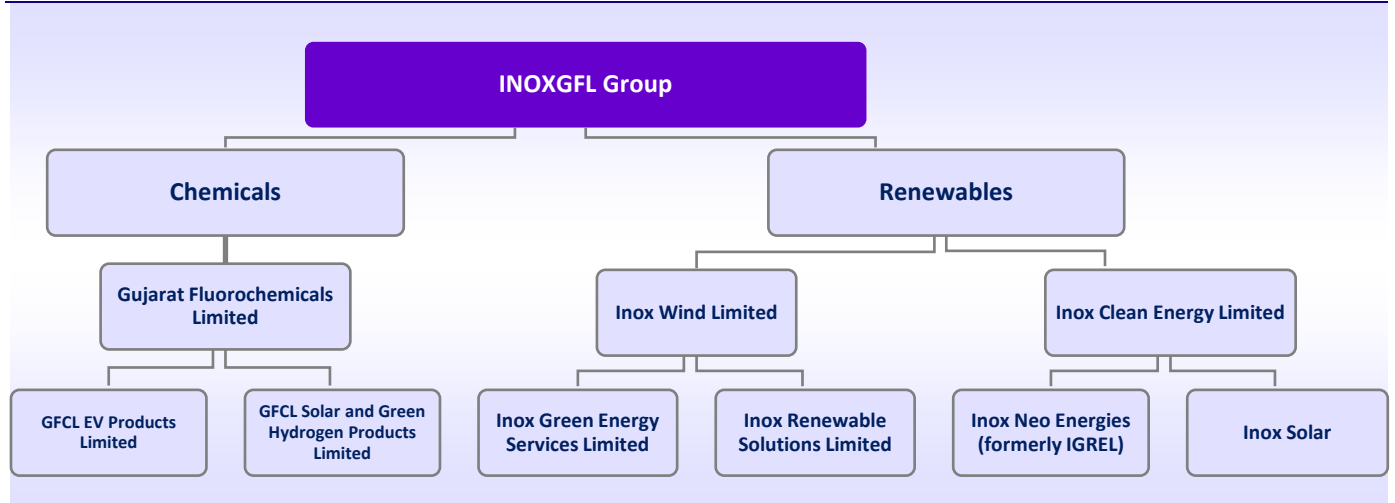 INOXGFL Group
Chemicals
Renewables
Gujarat Fluorochemicals
Limited
Inox Wind Limited
Inox Clean Energy Limited
GFCL EV Products
Limited
GFCL Solar and Green
Hydrogen Products
Limited
Inox Green Energy
Services Limited
Inox Renewable
Solutions Limited
Inox Neo Energies
(formerly IGREL)
Inox Solar